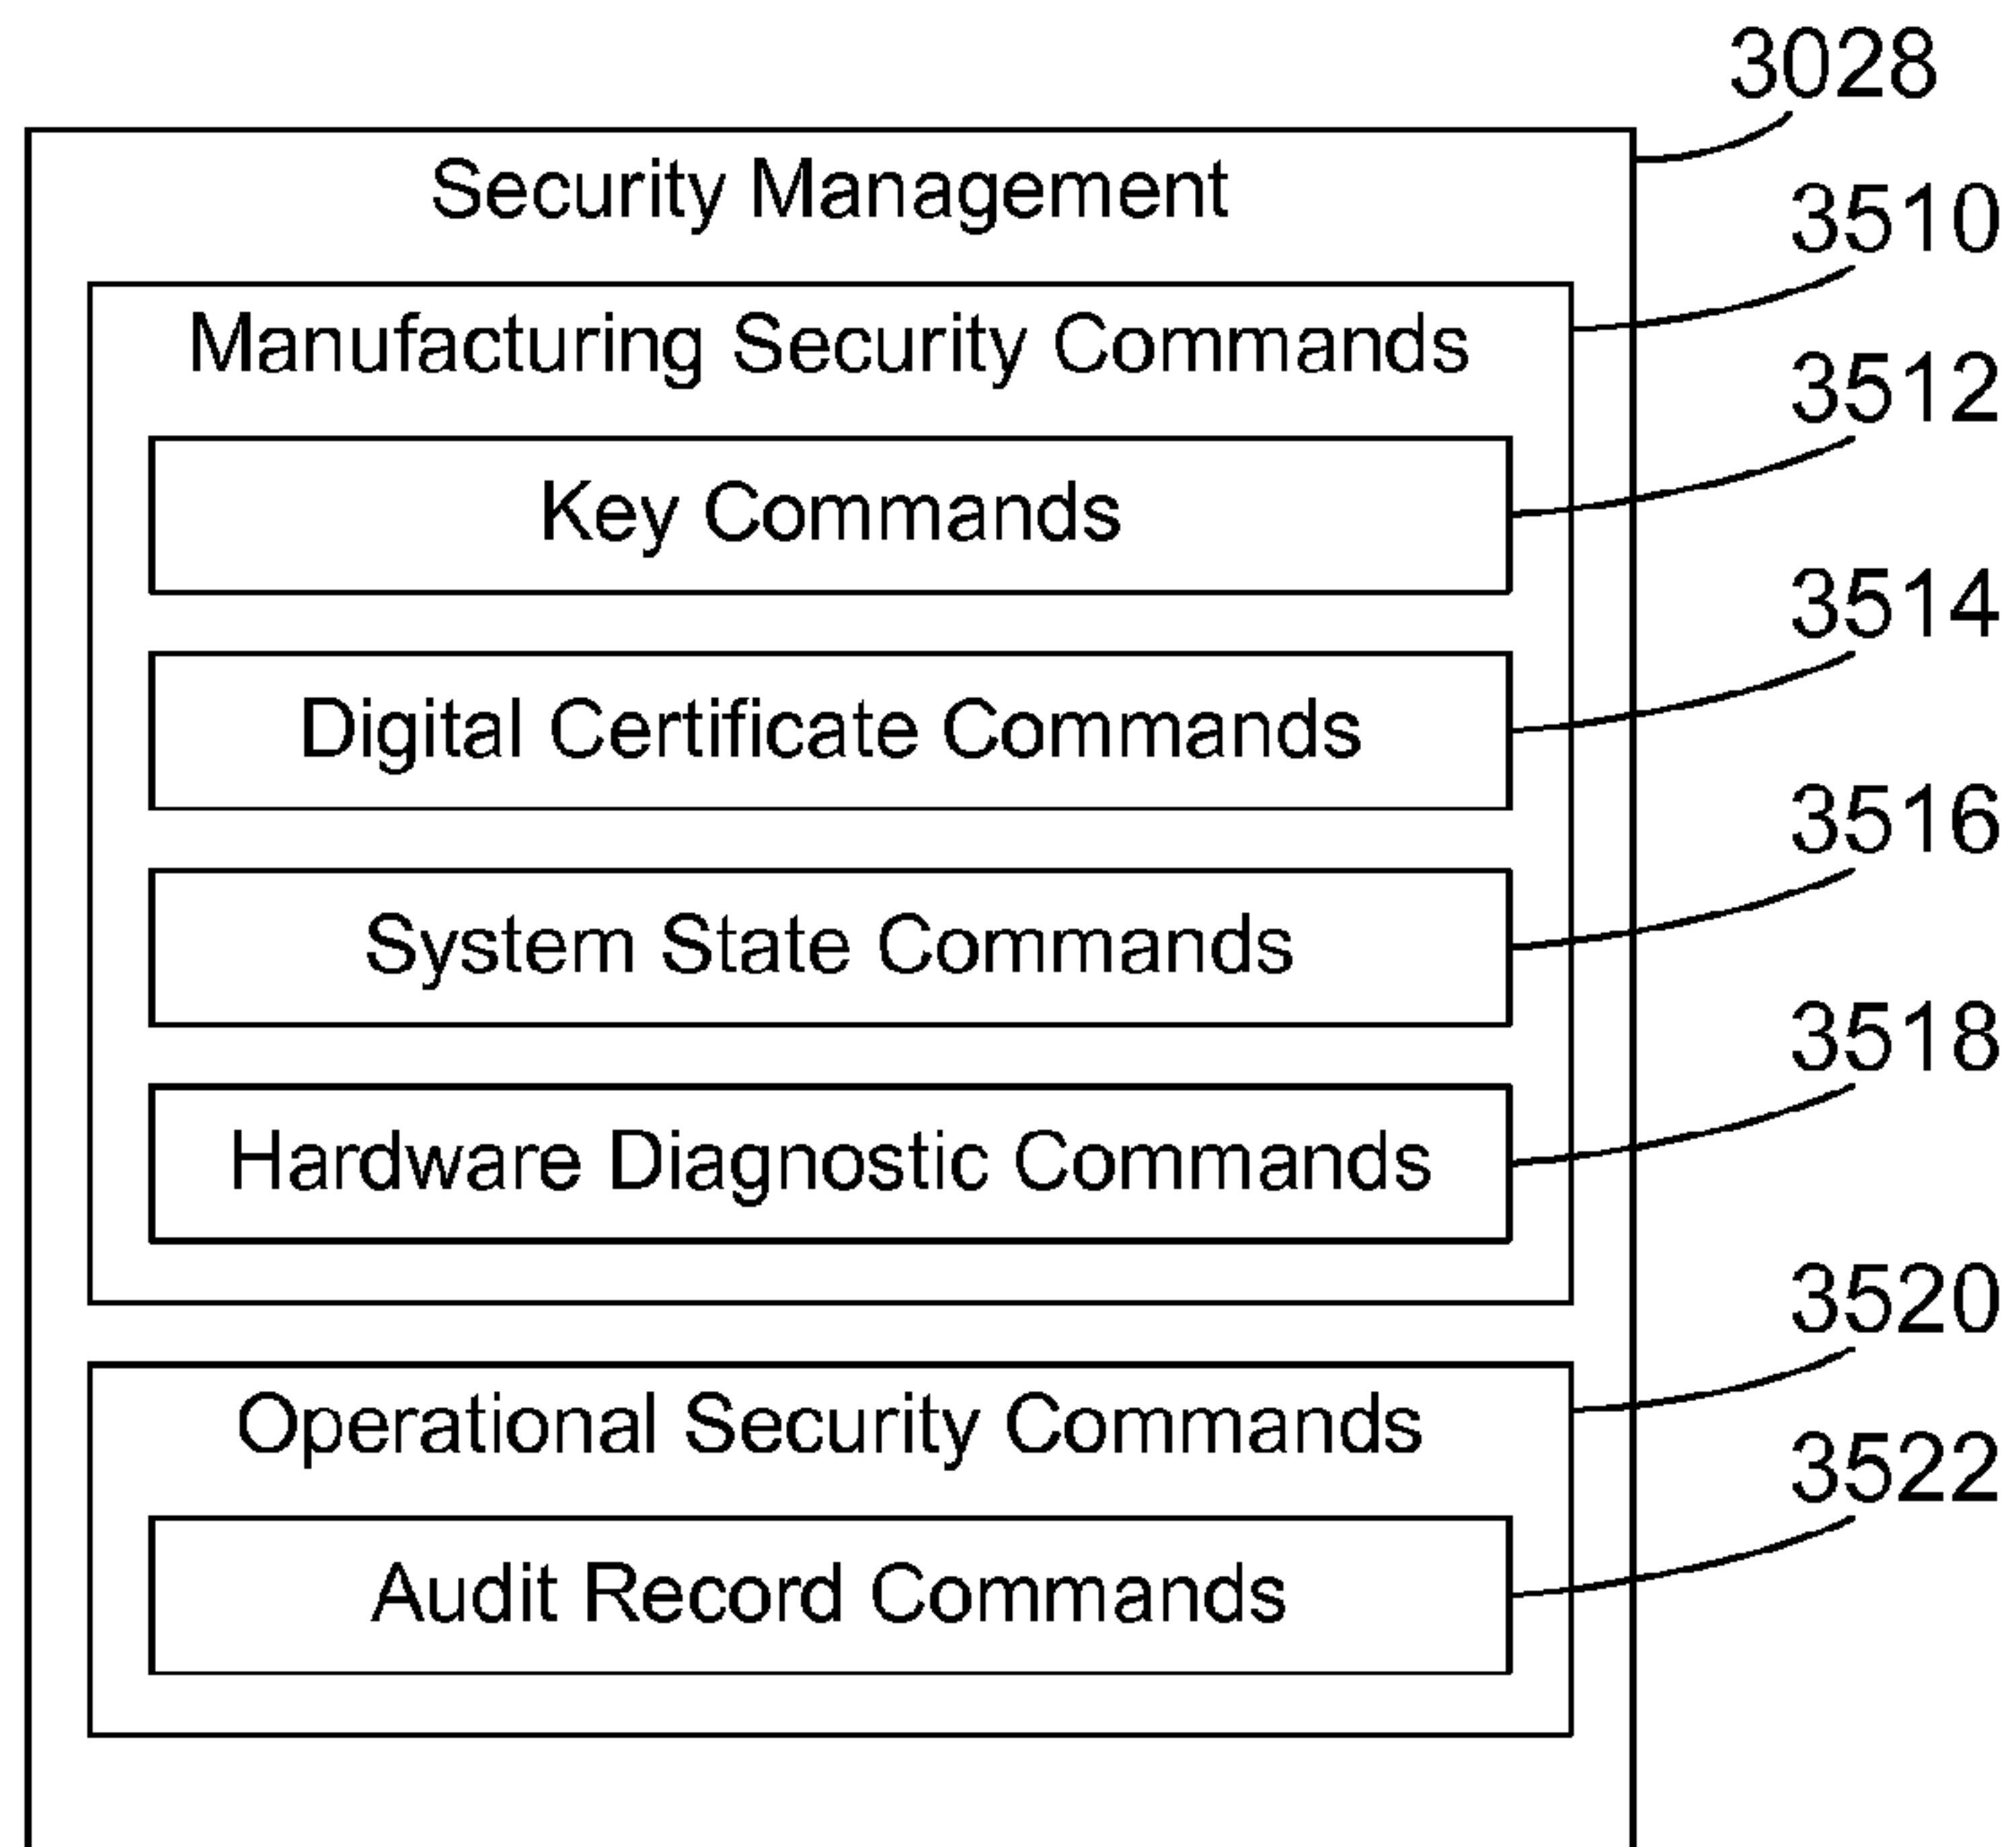 3028
Security Management
3510
Manufacturing Security Commands
3512
Key Commands
3514
Digital Certificate Commands
3516
System State Commands
3518
Hardware Diagnostic Commands
3520
Operational Security Commands
3522
Audit Record Commands